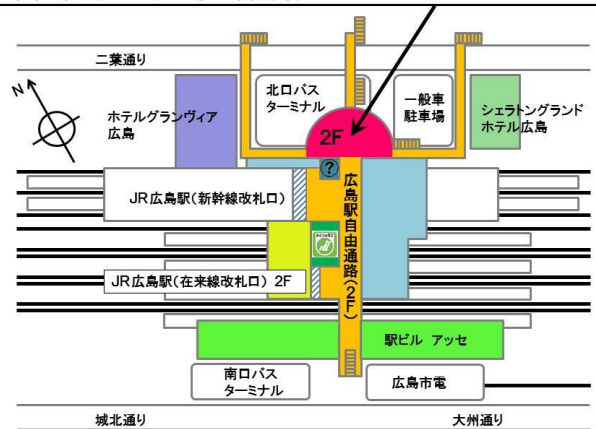 二葉通り
N
ホテルグランヴィア
広島
北口バス
ターミナル
一般車
駐車場
シェラトングランド
ホテル広島
2F
?
JR広島駅(新幹線改札口)
広島駅自由通路(2F)
JR広島駅(在来線改札口) 2F
駅ビル アッセ
南口バス
ターミナル
広島市電
城北通り
大州通り